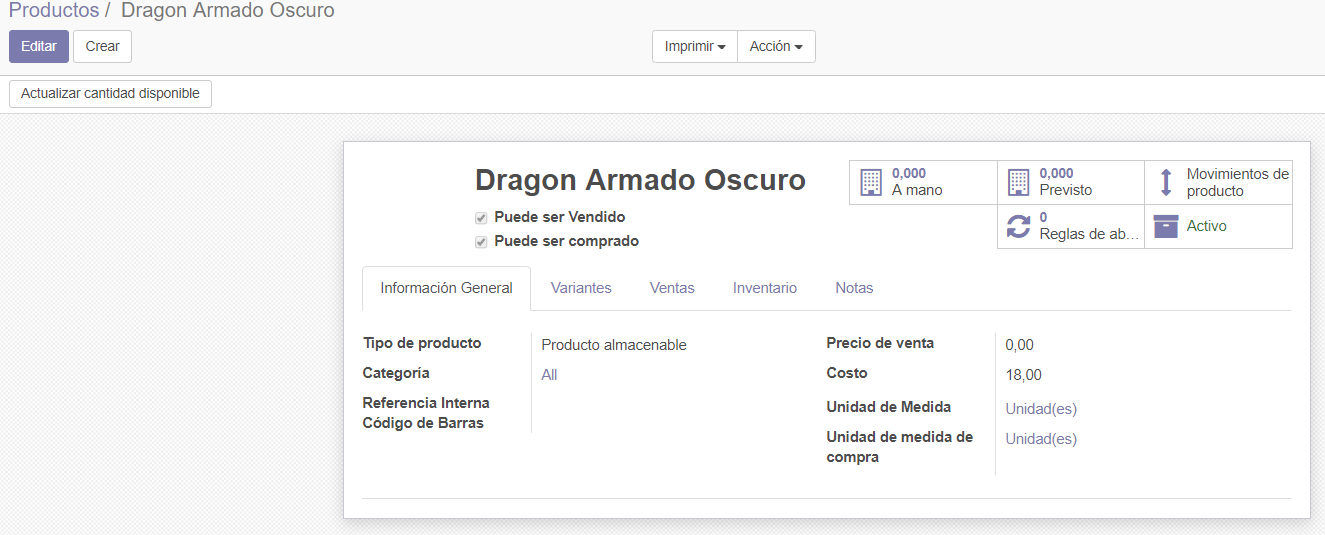 Productos / Dragon Armado Oscuro
Editar Crear Imprimir Acción
Actualizar cantidad disponible
Dragon Armado Oscuro
0,000
A mano
0,000
Previsto
Movimientos de
producto
Puede ser Vendido
Puede ser comprado
0
Reglas de ab...
Activo
Información General Variantes Ventas Inventario Notas
Tipo de producto Producto almacenable
Categoría All
Referencia Interna
Código de Barras
Precio de venta 0,00
Costo 18,00
Unidad de Medida Unidad(es)
Unidad de medida de Unidad(es)
compra